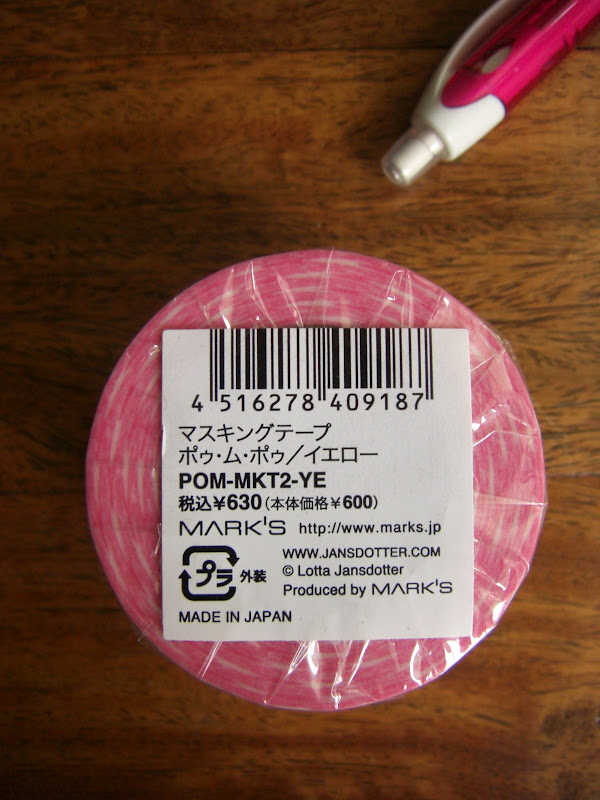 4 516278 409187
マスキングテープ
ポゥ・ム・ポゥ／イエロー
POM-MKT2-YE
税込￥630（本体価格￥600）
MARK'S http://www.marks.jp
プラ 外装
WWW.JANSDOTTER.COM
© Lotta Jansdotter
Produced by MARK'S
MADE IN JAPAN